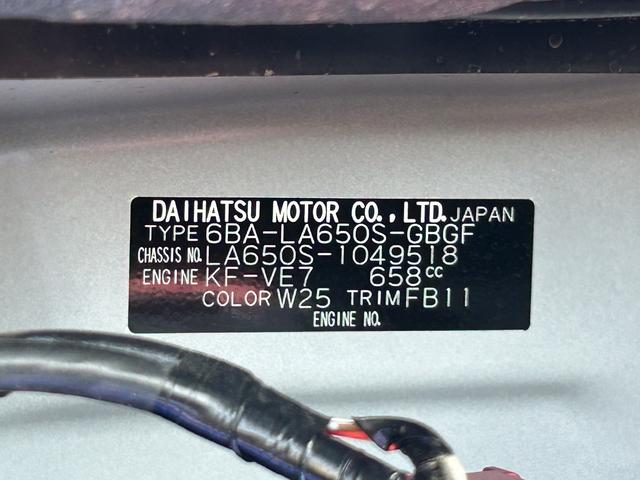 DAIHATSU MOTOR CO.,LTD. JAPAN
TYPE 6BA-LA650S-GBGF
CHASSIS NO. LA650S-1049518
ENGINE KF-VE7 658cc
COLOR W25 TRIM FB11
ENGINE NO.